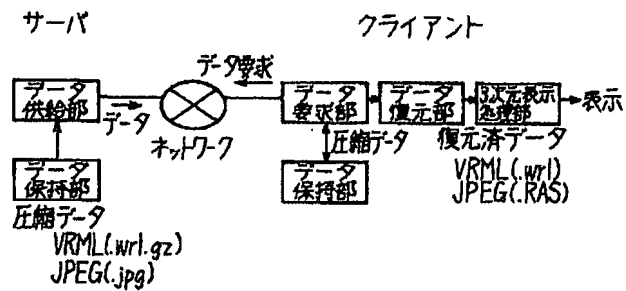 サーバ
クライアント
データ要求
データ
供給部
データ
ネットワーク
データ
要求部
データ
復元部
3次元表示
処理部
表示
圧縮データ
復元済データ
VRML(.wrl)
JPEG(.RAS)
データ
保持部
圧縮データ
VRML(.wrl.gz)
JPEG(.jpg)
データ
保持部